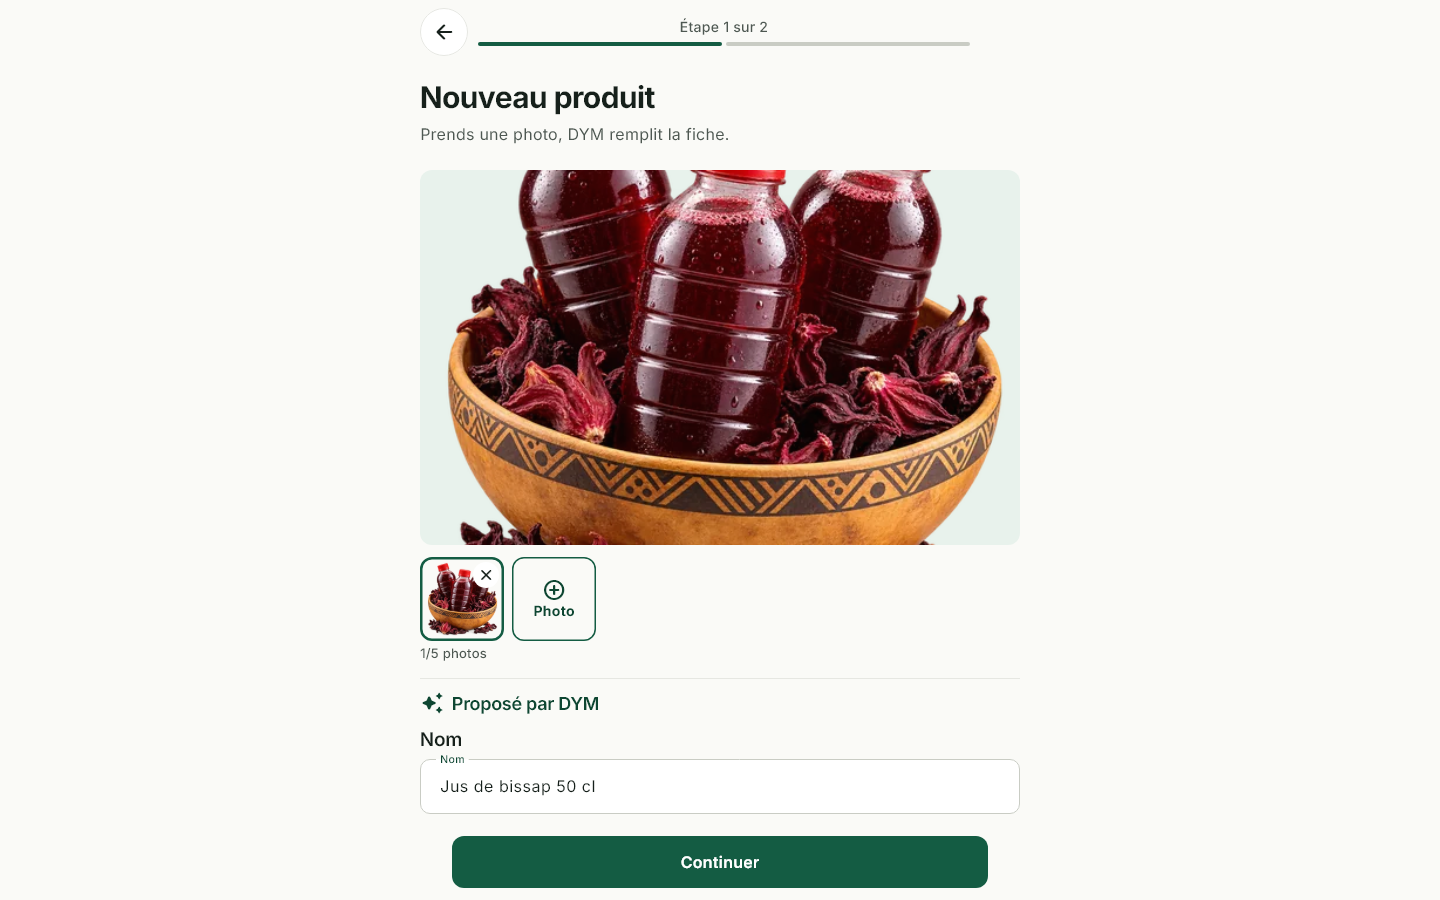 Étape 1 sur 2
Nouveau produit
Prends une photo, DYM remplit la fiche.
Photo
1/5 photos
Proposé par DYM
Nom
Nom
Jus de bissap 50 cl
Continuer